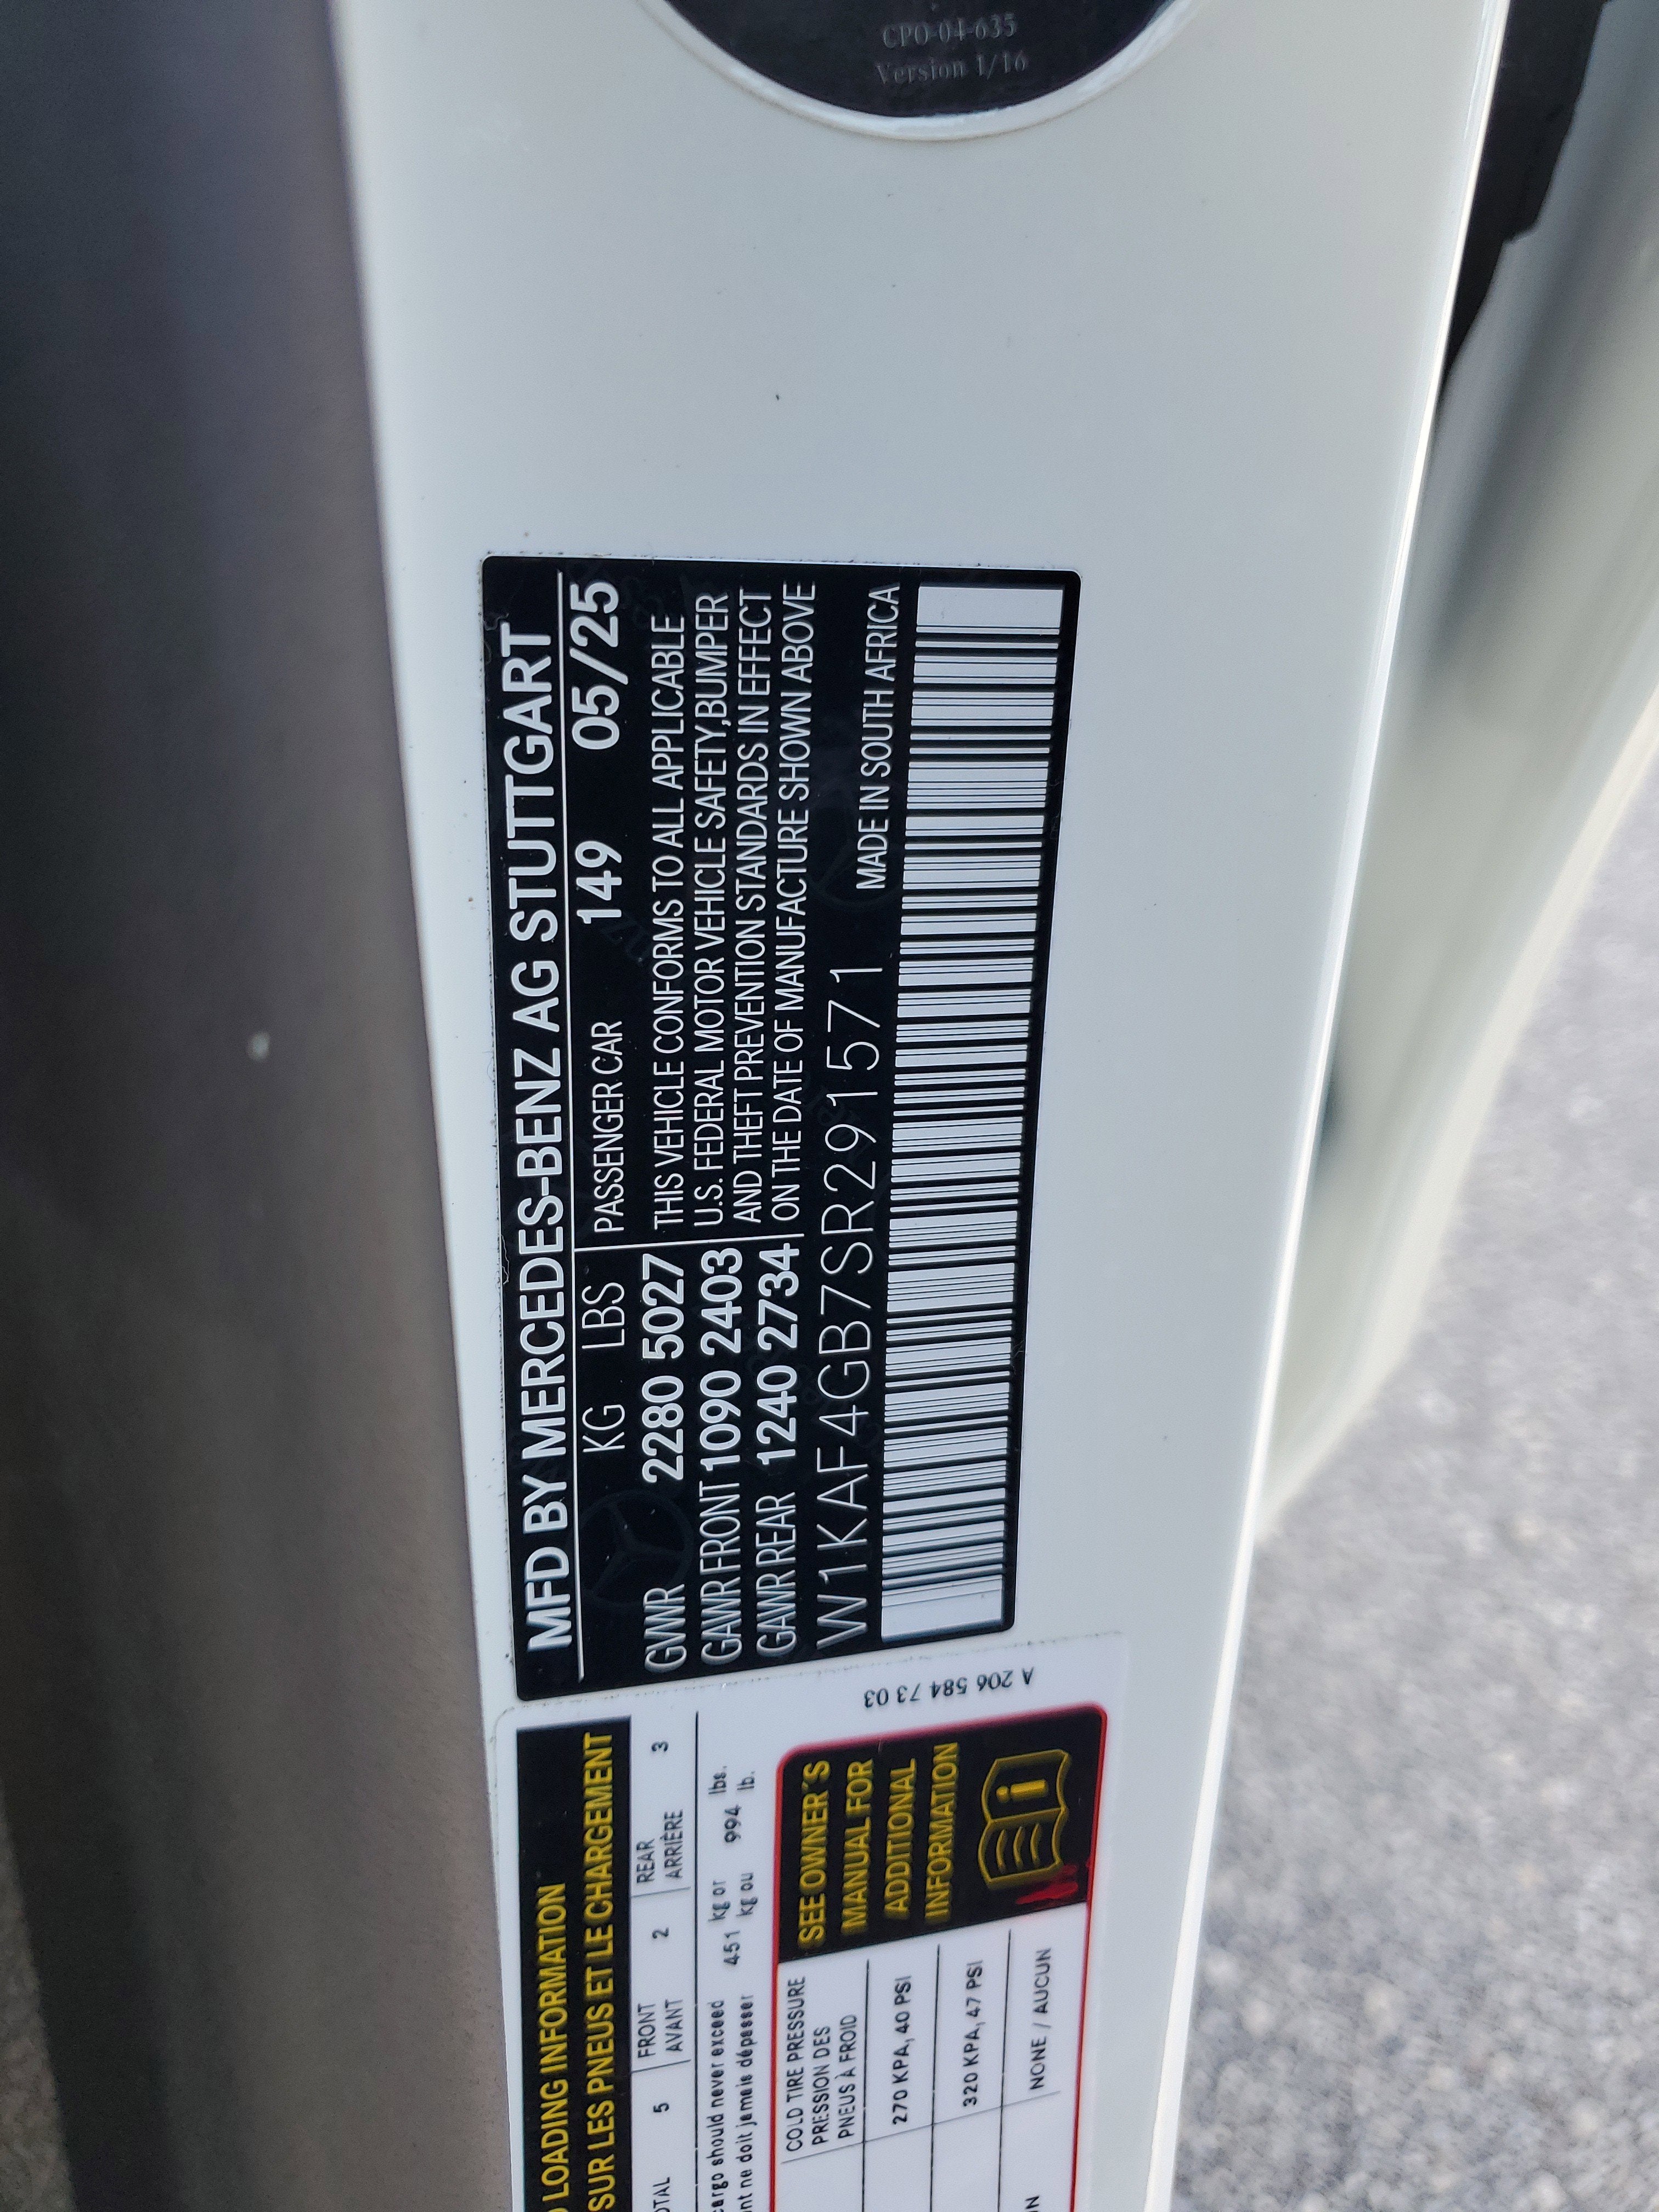 CPO-04-635
Version 1/16
MFD BY MERCEDES-BENZ AG STUTTGART
KG LBS PASSENGER CAR 149 05/25
GVWR 2280 5027
GAWR FRONT 1090 2403
GAWR REAR 1240 2734
THIS VEHICLE CONFORMS TO ALL APPLICABLE
U.S. FEDERAL MOTOR VEHICLE SAFETY,BUMPER
AND THEFT PREVENTION STANDARDS IN EFFECT
ON THE DATE OF MANUFACTURE SHOWN ABOVE
W1KAF4GB7SR291571 MADE IN SOUTH AFRICA
A 206 584 73 03
LOADING INFORMATION
SUR LES PNEUS ET LE CHARGEMENT
OTAL 5 FRONT 2 REAR 3
AVANT ARRIÈRE
cargo should never exceed 451 kg or 994 lbs.
nt ne doit jamais dépasser kg ou lb.
COLD TIRE PRESSURE
PRESSION DES
PNEUS À FROID
270 KPA, 40 PSI
320 KPA, 47 PSI
NONE / AUCUN
SEE OWNER'S
MANUAL FOR
ADDITIONAL
INFORMATION